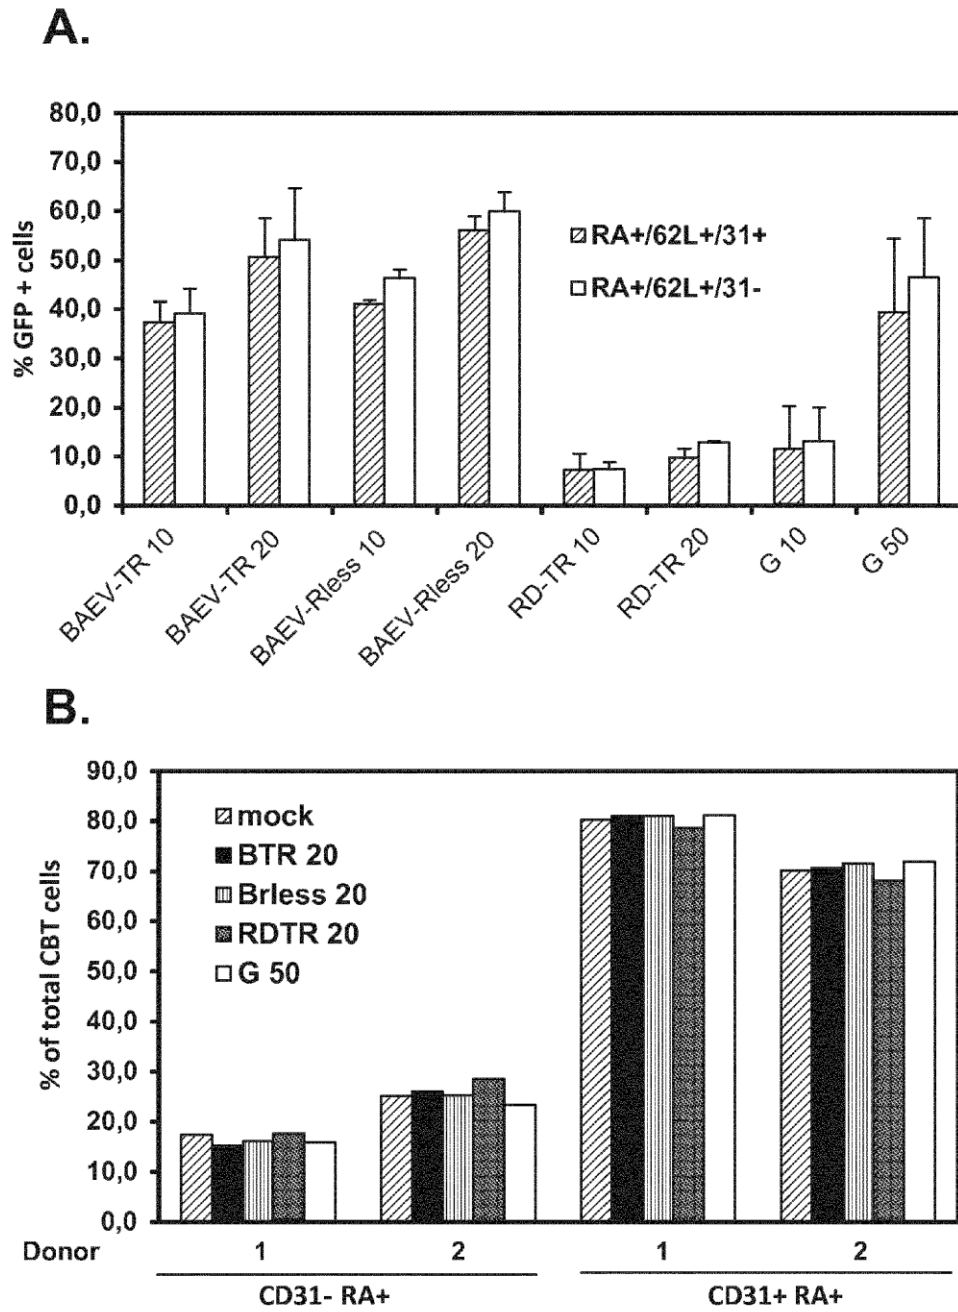 A.
80,0
70,0
60,0
50,0
40,0
30,0
20,0
10,0
0,0
% GFP + cells
RA+/62L+/31+
RA+/62L+/31-
BAEV-TR 10
BAEV-TR 20
BAEV-Rless 10
BAEV-Rless 20
RD-TR 10
RD-TR 20
G 10
G 50
B.
90,0
80,0
70,0
60,0
50,0
40,0
30,0
20,0
10,0
0,0
% of total CBT cells
mock
BTR 20
Brless 20
RDTR 20
G 50
Donor 1 2 1 2
CD31- RA+ CD31+ RA+